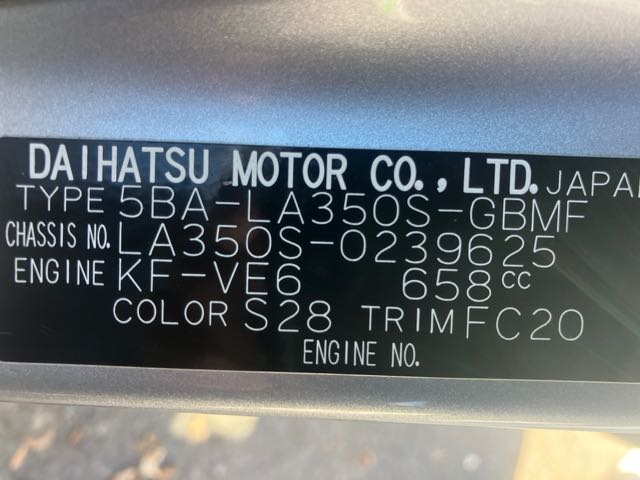 DAIHATSU MOTOR CO., LTD. JAPAN
TYPE 5BA-LA350S-GBMF
CHASSIS NO. LA350S-0239625
ENGINE KF-VE6 658cc
COLOR S28 TRIM FC20
ENGINE NO.